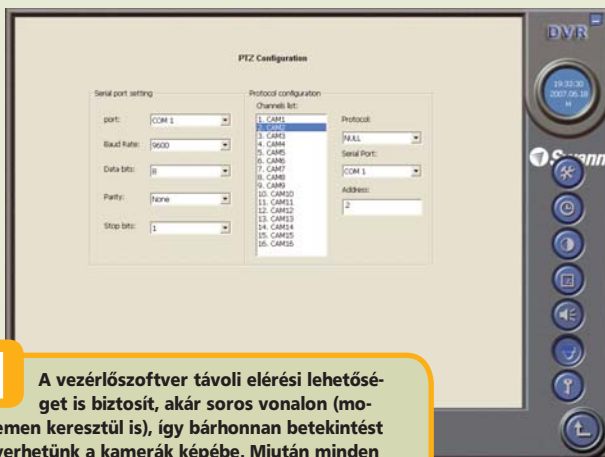 DVR
PTZ Configuration
19:33:30
2007.06.18
H
Serial port setting
port:
COM 1
Baud Rate:
9600
Data bits:
8
Parity:
None
Stop bits:
1
Protocol configuration
Channels list:
1. CAM1
2. CAM2
3. CAM3
4. CAM4
5. CAM5
6. CAM6
7. CAM7
8. CAM8
9. CAM9
10. CAM10
11. CAM11
12. CAM12
13. CAM13
14. CAM14
15. CAM15
16. CAM16
Protocol:
NULL
Serial Port:
COM 1
Address:
2
Swann
A vezérlőszoftver távoli elérési lehetősé-
get is biztosít, akár soros vonalon (mo-
emen keresztül is), így bárhonnan betekintést
verhetünk a kamerák képébe. Miután minden